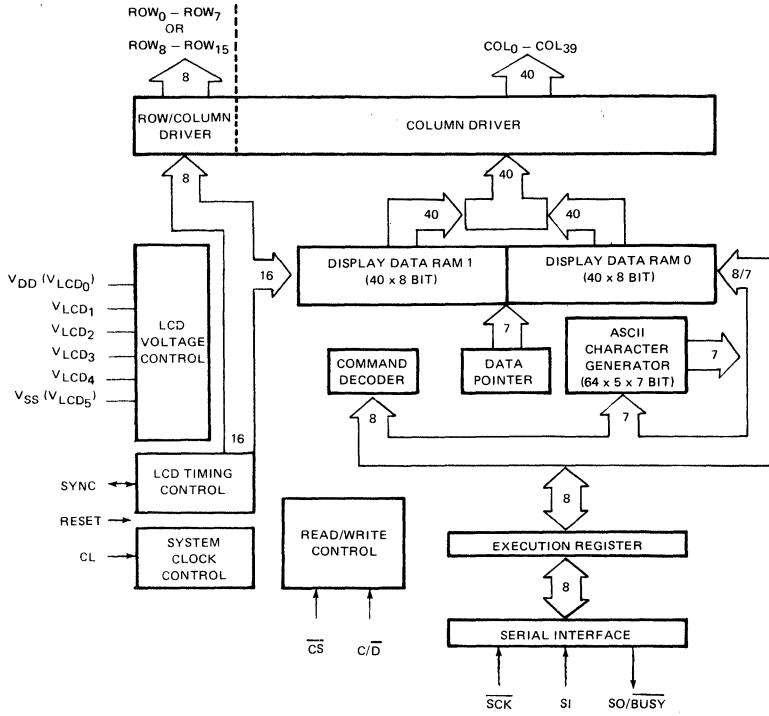 ROW0 – ROW7
OR
ROW8 – ROW15
COL0 – COL39
8
40
ROW/COLUMN
DRIVER
COLUMN DRIVER
8
40
40
40
16
DISPLAY DATA RAM 1
(40 x 8 BIT)
DISPLAY DATA RAM 0
(40 x 8 BIT)
8/7
VDD (VLCD0)
VLCD1
VLCD2
VLCD3
VLCD4
VSS (VLCD5)
LCD
VOLTAGE
CONTROL
7
COMMAND
DECODER
DATA
POINTER
ASCII
CHARACTER
GENERATOR
(64 x 5 x 7 BIT)
7
8
7
16
SYNC
LCD TIMING
CONTROL
RESET
CL
SYSTEM
CLOCK
CONTROL
READ/WRITE
CONTROL
8
EXECUTION REGISTER
8
SERIAL INTERFACE
C̅S̅
C/D̅
S̅C̅K̅
SI
SO/B̅U̅S̅Y̅